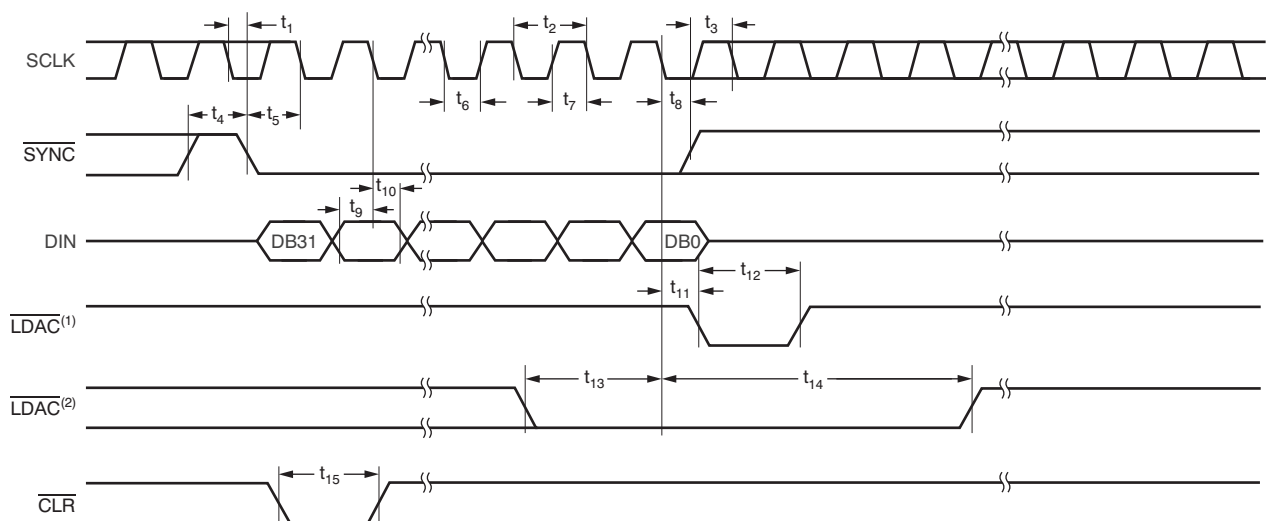 t1 t2 t3
SCLK
t6 t7 t8
t4 t5
SYNC
t10
t9
DIN DB31 DB0
t12
t11
LDAC(1)
t13 t14
LDAC(2)
t15
CLR